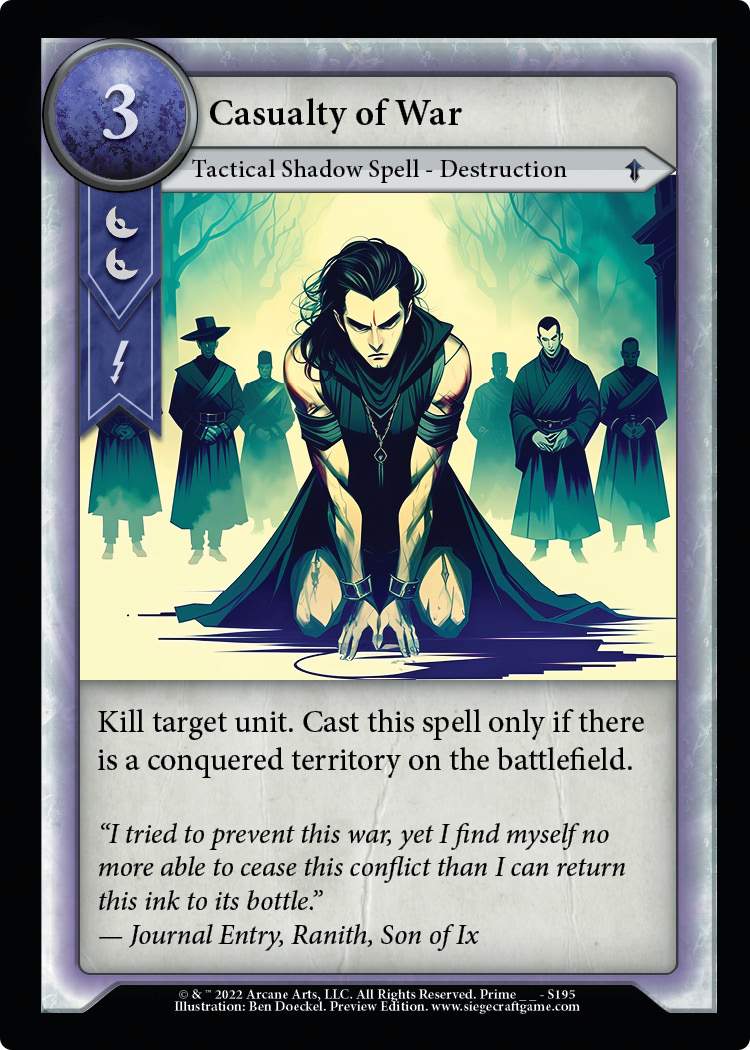 3
Casualty of War
Tactical Shadow Spell - Destruction
Kill target unit. Cast this spell only if there
is a conquered territory on the battlefield.
“I tried to prevent this war, yet I find myself no
more able to cease this conflict than I can return
this ink to its bottle.”
— Journal Entry, Ranith, Son of Ix
© & ™ 2022 Arcane Arts, LLC. All Rights Reserved. Prime _ _ - S195
Illustration: Ben Doeckel. Preview Edition. www.siegecraftgame.com